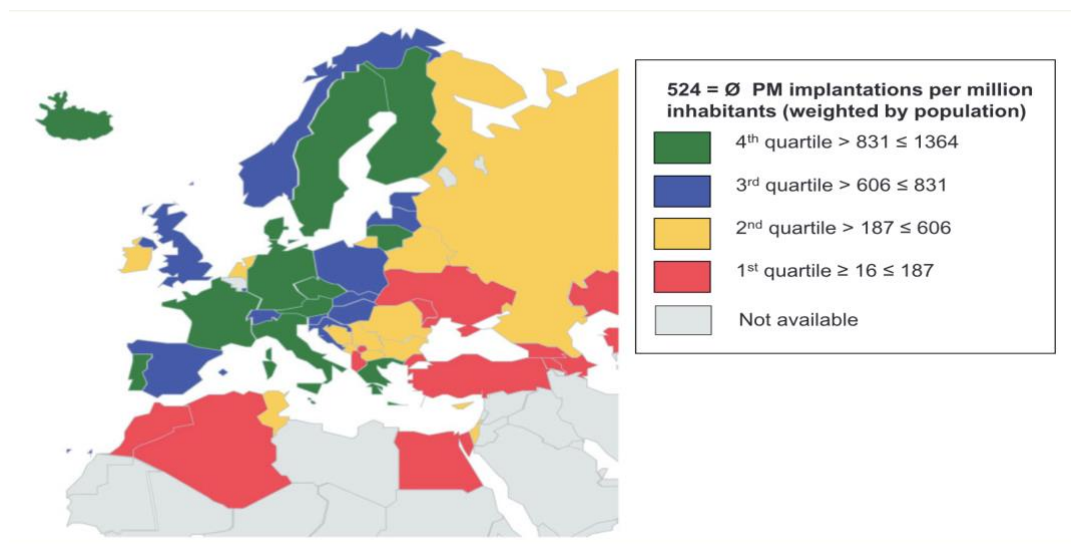 524 = Ø PM implantations per million
inhabitants (weighted by population)
4th quartile > 831 ≤ 1364
3rd quartile > 606 ≤ 831
2nd quartile > 187 ≤ 606
1st quartile ≥ 16 ≤ 187
Not available